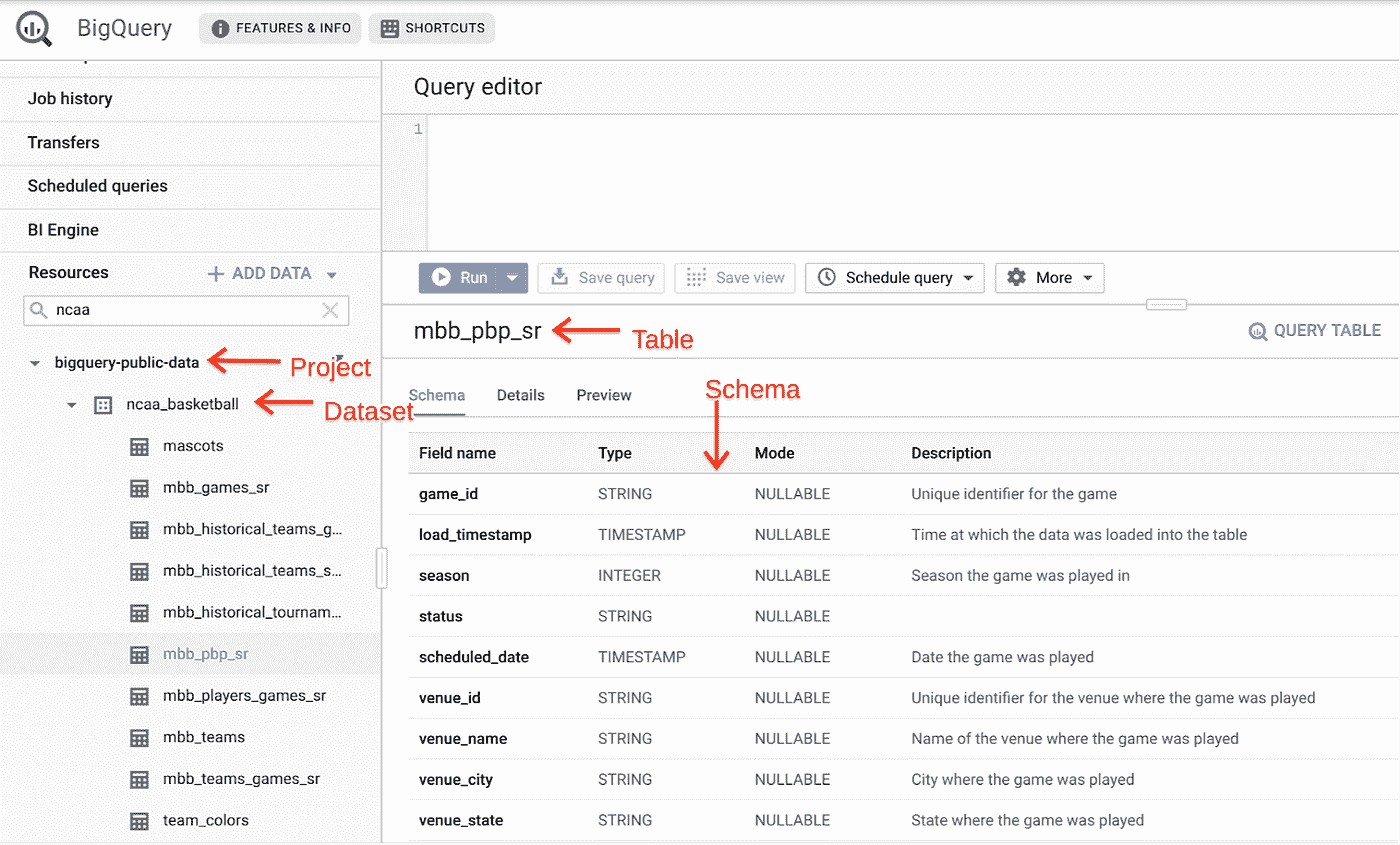 BigQuery FEATURES & INFO SHORTCUTS
Job history
Transfers
Scheduled queries
BI Engine
Resources ADD DATA
ncaa
bigquery-public-data Project
ncaa_basketball Dataset
mascots
mbb_games_sr
mbb_historical_teams_g...
mbb_historical_teams_s...
mbb_historical_tournam...
mbb_pbp_sr
mbb_players_games_sr
mbb_teams
mbb_teams_games_sr
team_colors
Query editor
1
Run Save query Save view Schedule query More
mbb_pbp_sr Table QUERY TABLE
Schema Details Preview Schema
Field name Type Mode Description
game_id STRING NULLABLE Unique identifier for the game
load_timestamp TIMESTAMP NULLABLE Time at which the data was loaded into the table
season INTEGER NULLABLE Season the game was played in
status STRING NULLABLE
scheduled_date TIMESTAMP NULLABLE Date the game was played
venue_id STRING NULLABLE Unique identifier for the venue where the game was played
venue_name STRING NULLABLE Name of the venue where the game was played
venue_city STRING NULLABLE City where the game was played
venue_state STRING NULLABLE State where the game was played